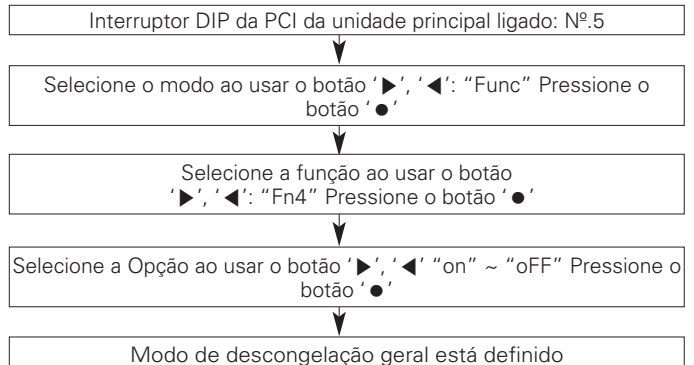 Interruptor DIP da PCI da unidade principal ligado: Nº.5
Selecione o modo ao usar o botão ‘▶’, ‘◀’: “Func” Pressione o
botão ‘●’
Selecione a função ao usar o botão
‘▶’, ‘◀’: “Fn4” Pressione o botão ‘●’
Selecione a Opção ao usar o botão ‘▶’, ‘◀’ “on” ~ “oFF” Pressione o
botão ‘●’
Modo de descongelação geral está definido